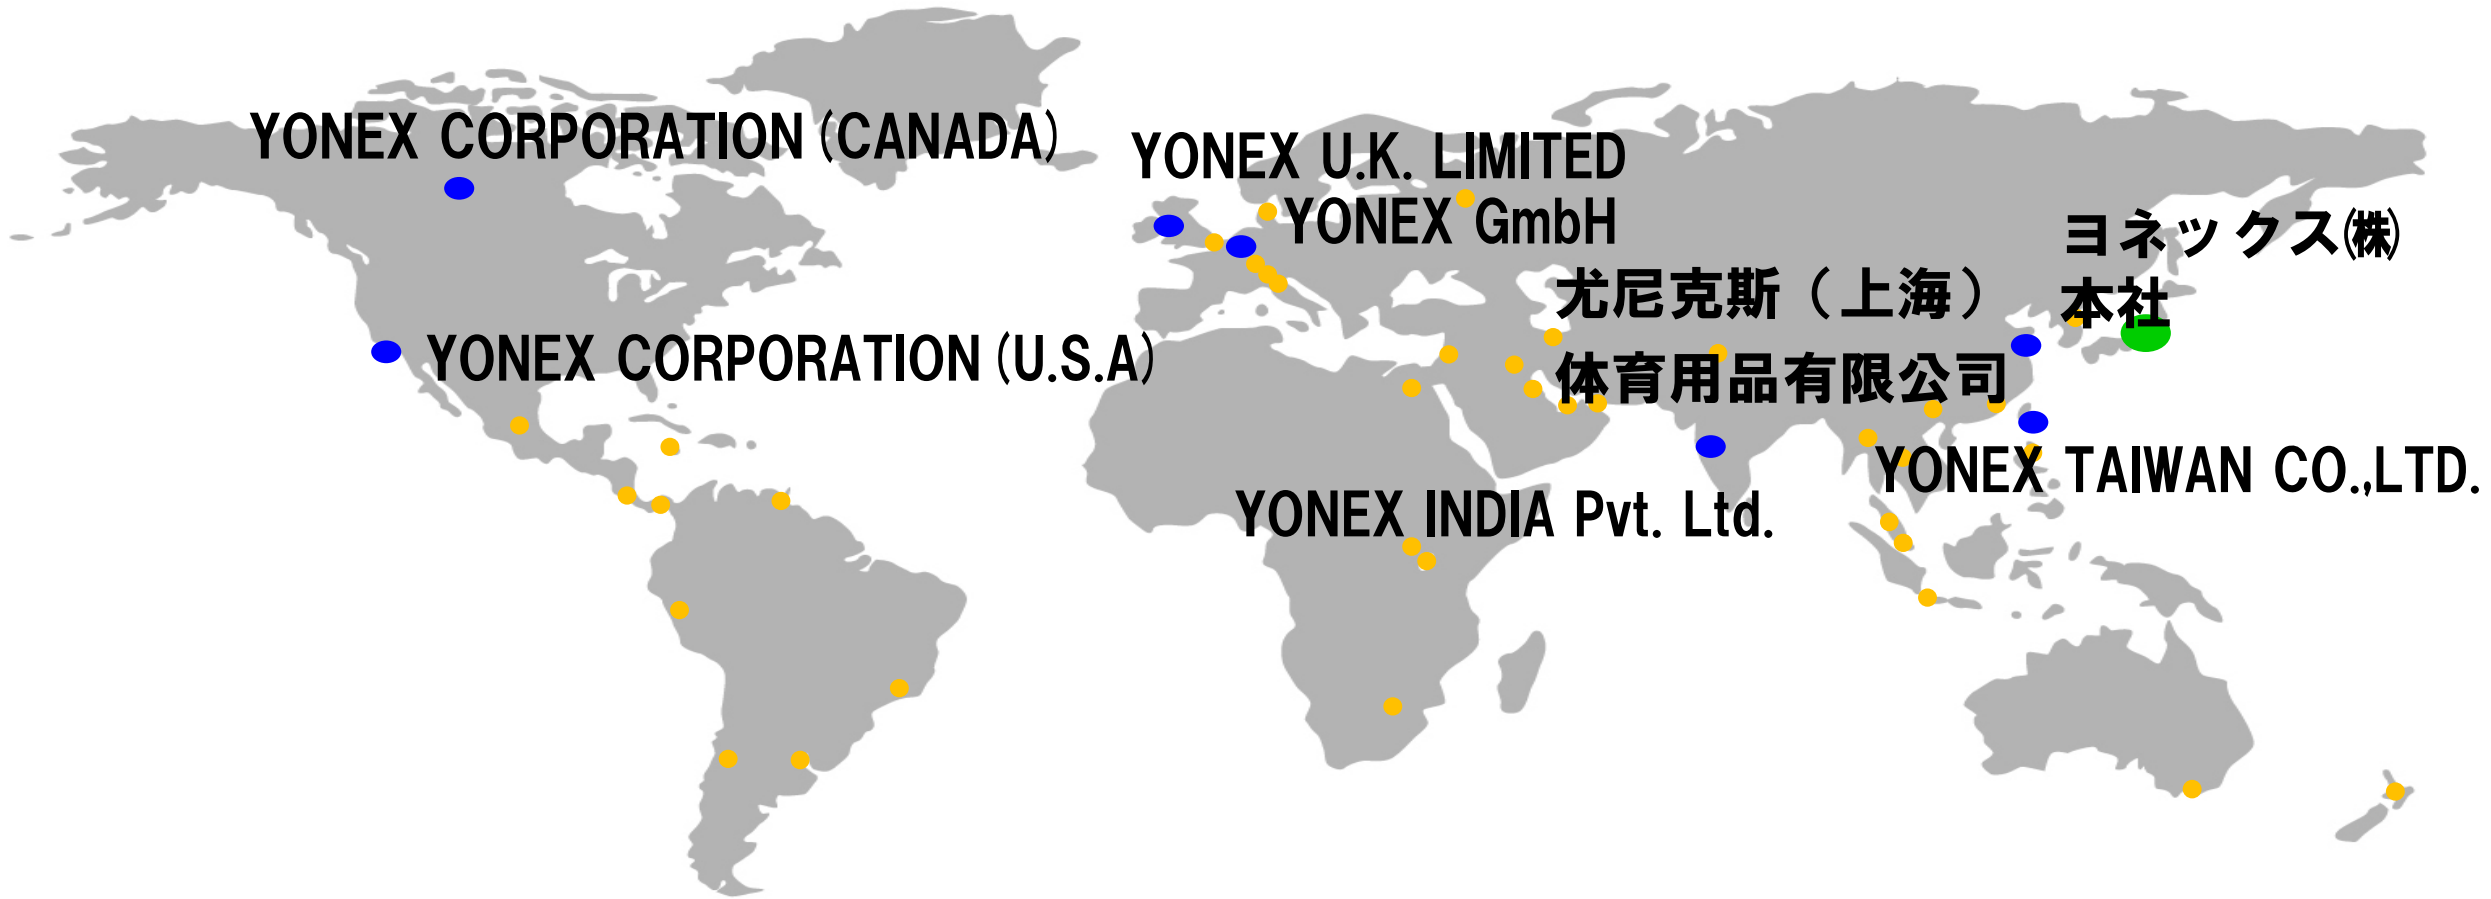 YONEX CORPORATION (CANADA)
YONEX U.K. LIMITED
YONEX GmbH
ヨネックス㈱
本社
尤尼克斯（上海）
体育用品有限公司
YONEX CORPORATION (U.S.A)
YONEX TAIWAN CO.,LTD.
YONEX INDIA Pvt. Ltd.